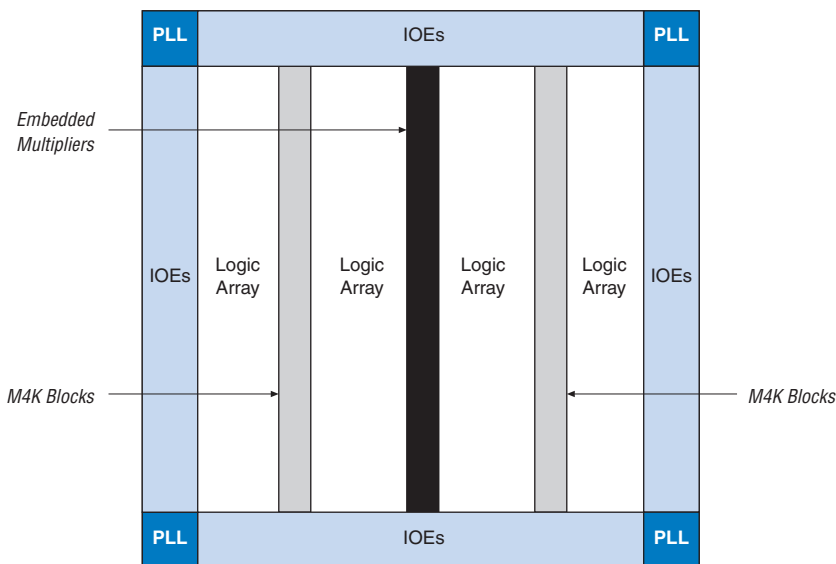 PLL
IOEs
PLL
Embedded
Multipliers
IOEs
Logic
Array
Logic
Array
Logic
Array
Logic
Array
IOEs
M4K Blocks
M4K Blocks
PLL
IOEs
PLL